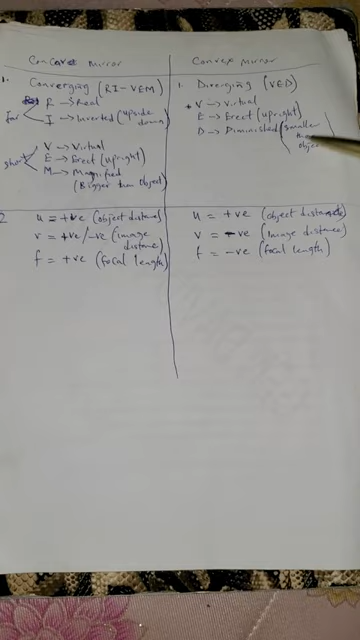 Concave mirror
1. Converging (RI-VEM)
far
R → Real
I → Inverted (upside down)
short
V → Virtual
E → Erect (upright)
M → Magnified
(Bigger than Object)
2 u = +ve (object distance)
v = +ve/-ve (image distance)
f = +ve (focal length)
Convex mirror
1. Diverging (VED)
V → Virtual
E → Erect (upright)
D → Diminished (smaller than object)
u = +ve (object distance)
v = -ve (Image distance)
f = -ve (focal length)